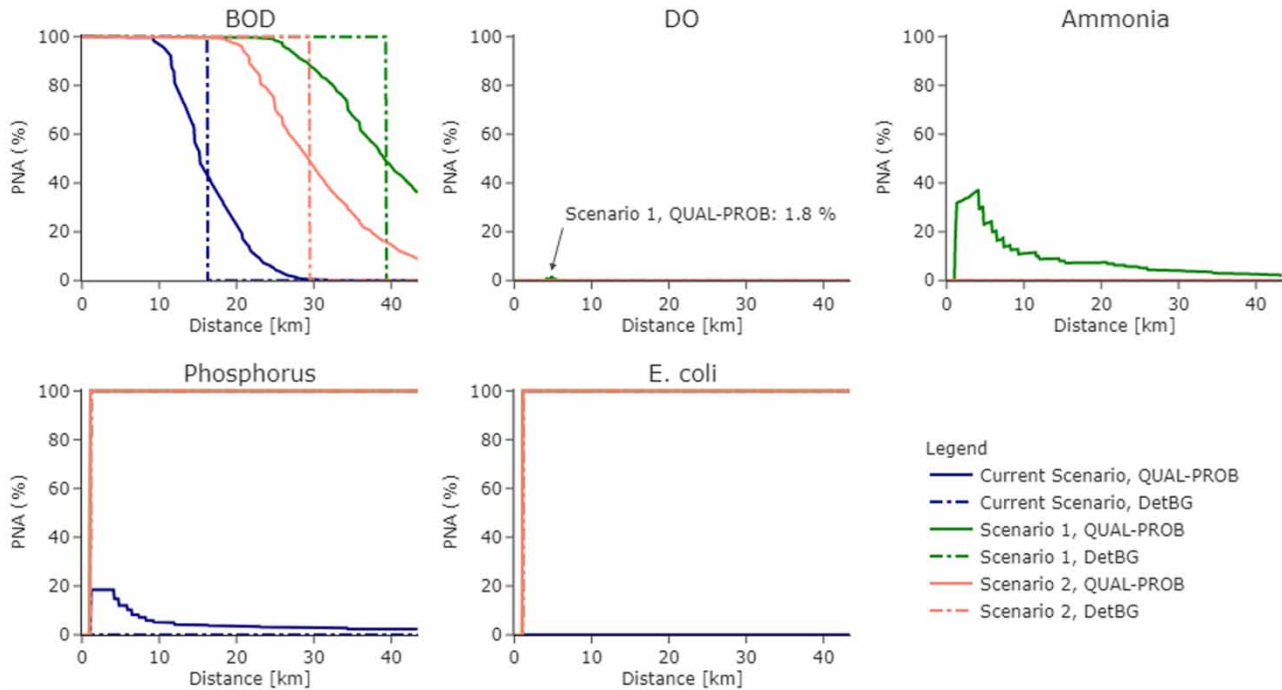 BOD
DO
Ammonia
100
80
60
40
20
0
PNA (%)
0 10 20 30 40
Distance [km]
100
80
60
40
20
0
PNA (%)
Scenario 1, QUAL-PROB: 1.8 %
0 10 20 30 40
Distance [km]
100
80
60
40
20
0
PNA (%)
0 10 20 30 40
Distance [km]
Phosphorus
E. coli
100
80
60
40
20
0
PNA (%)
0 10 20 30 40
Distance [km]
100
80
60
40
20
0
PNA (%)
0 10 20 30 40
Distance [km]
Legend
Current Scenario, QUAL-PROB
Current Scenario, DetBG
Scenario 1, QUAL-PROB
Scenario 1, DetBG
Scenario 2, QUAL-PROB
Scenario 2, DetBG